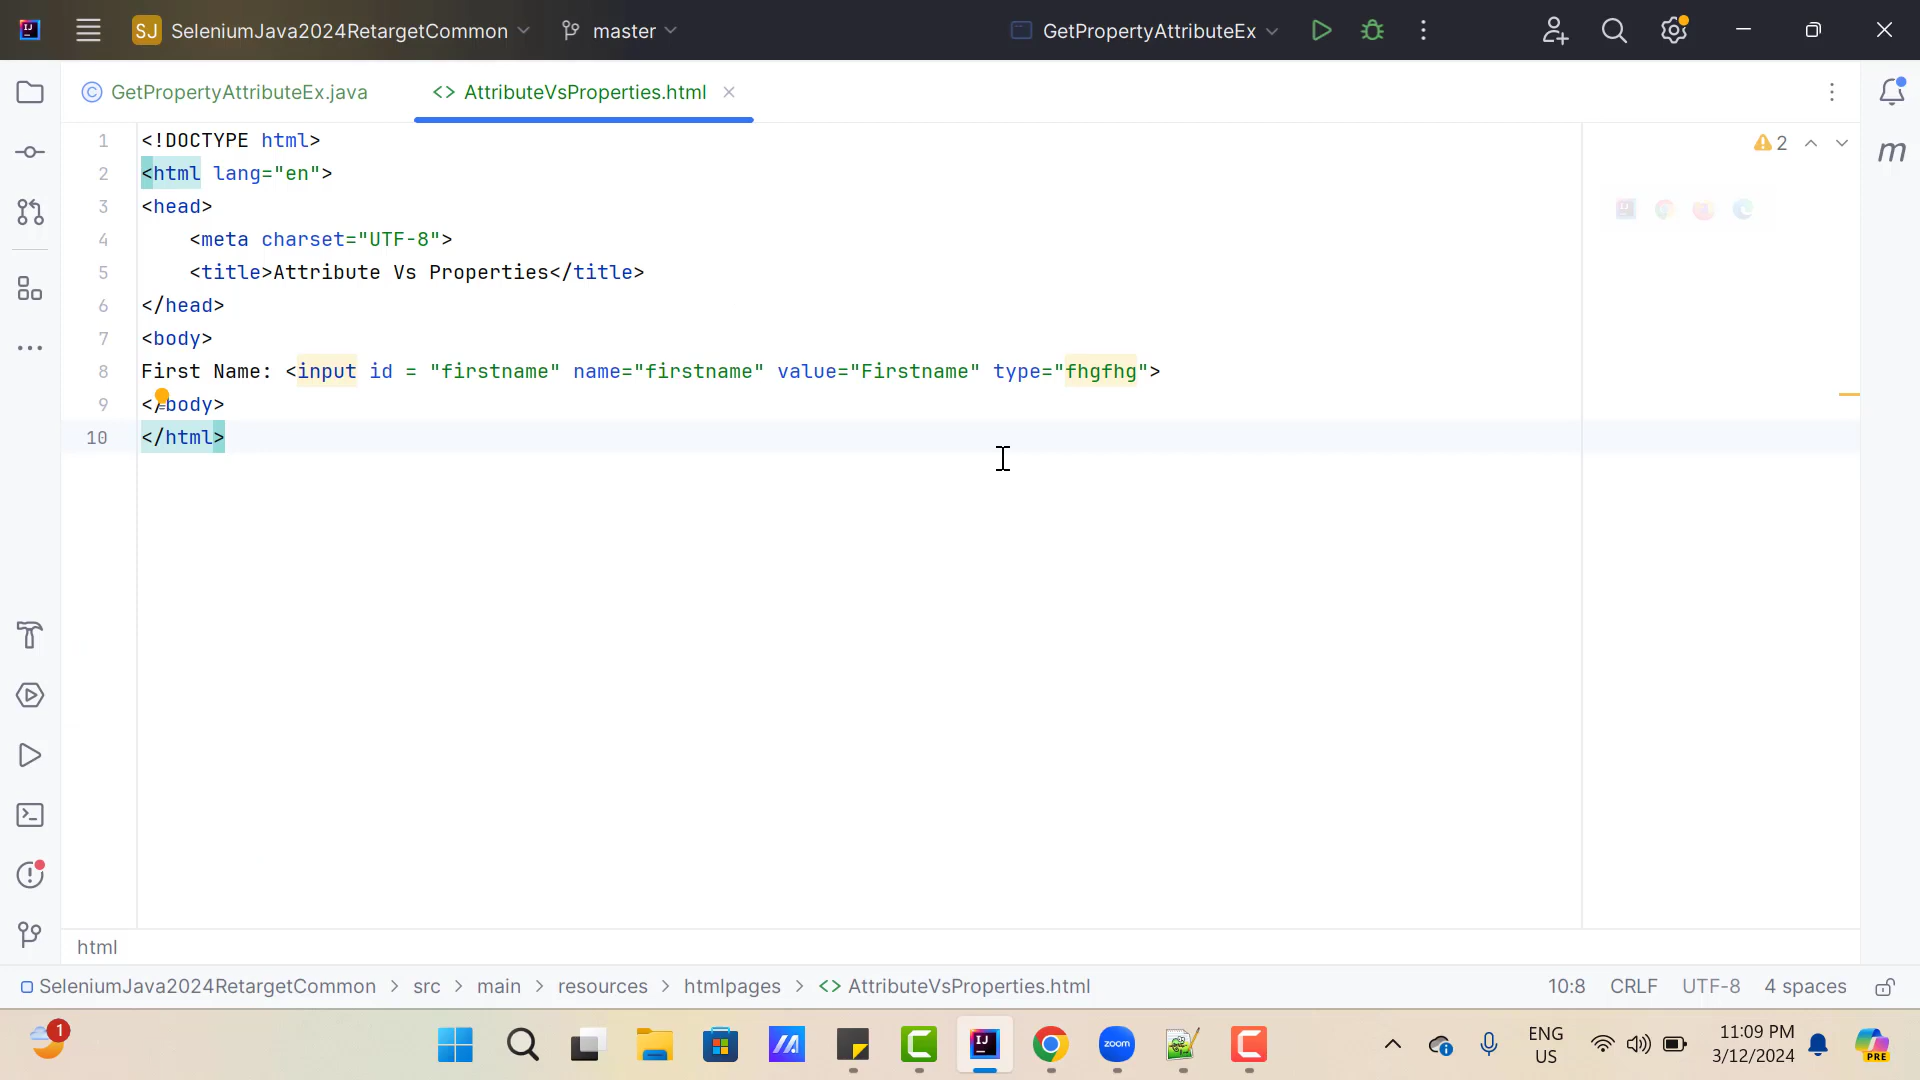 SJ SeleniumJava2024RetargetCommon master GetPropertyAttributeEx
GetPropertyAttributeEx.java AttributeVsProperties.html
1 <!DOCTYPE html>
2 <html lang="en">
3 <head>
4 <meta charset="UTF-8">
5 <title>Attribute Vs Properties</title>
6 </head>
7 <body>
8 First Name: <input id = "firstname" name="firstname" value="Firstname" type="fhgfhg">
9 </body>
10 </html>
2
m
html
SeleniumJava2024RetargetCommon > src > main > resources > htmlpages > <> AttributeVsProperties.html 10:8 CRLF UTF-8 4 spaces
1
zoom
ENG
US
11:09 PM
3/12/2024
PRE